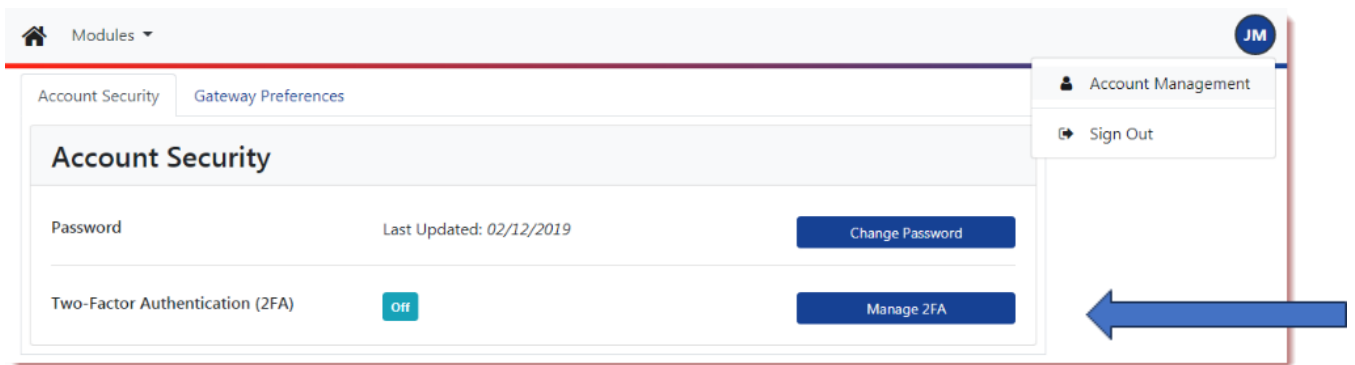 Modules
JM
Account Management
Sign Out
Account Security
Gateway Preferences
Account Security
Password
Last Updated: 02/12/2019
Change Password
Two-Factor Authentication (2FA)
Off
Manage 2FA